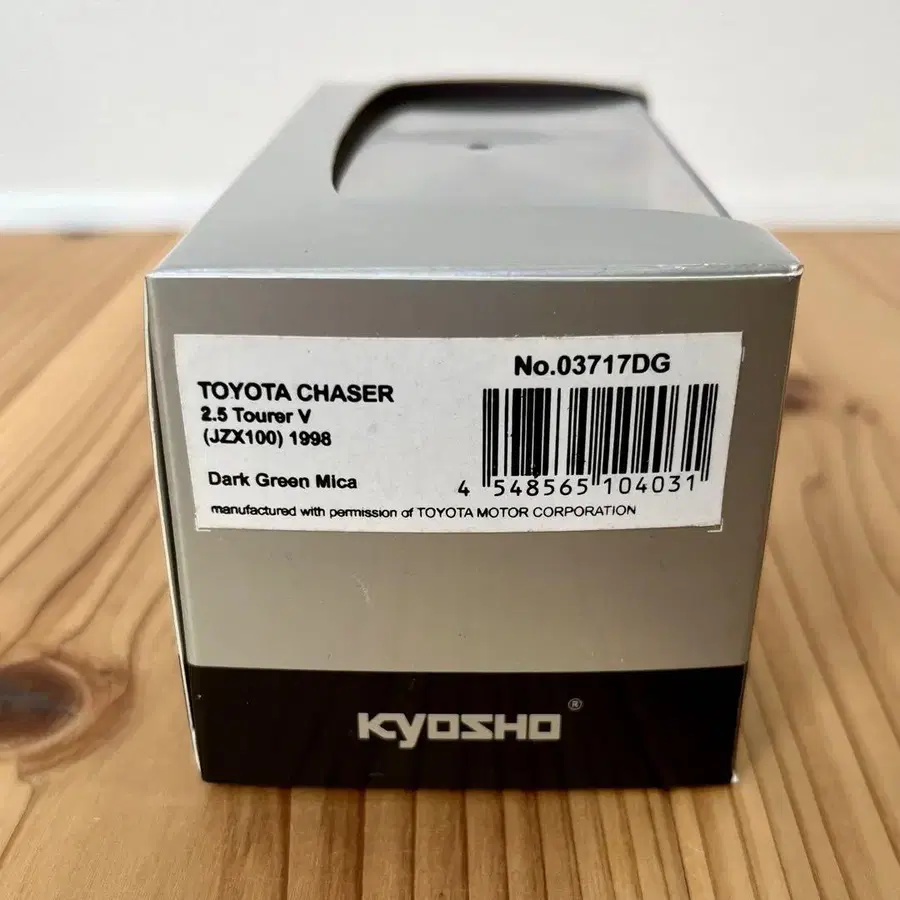 No.03717DG
TOYOTA CHASER
2.5 Tourer V
(JZX100) 1998
Dark Green Mica
4 548565 104031
manufactured with permission of TOYOTA MOTOR CORPORATION
KYOSHO ®